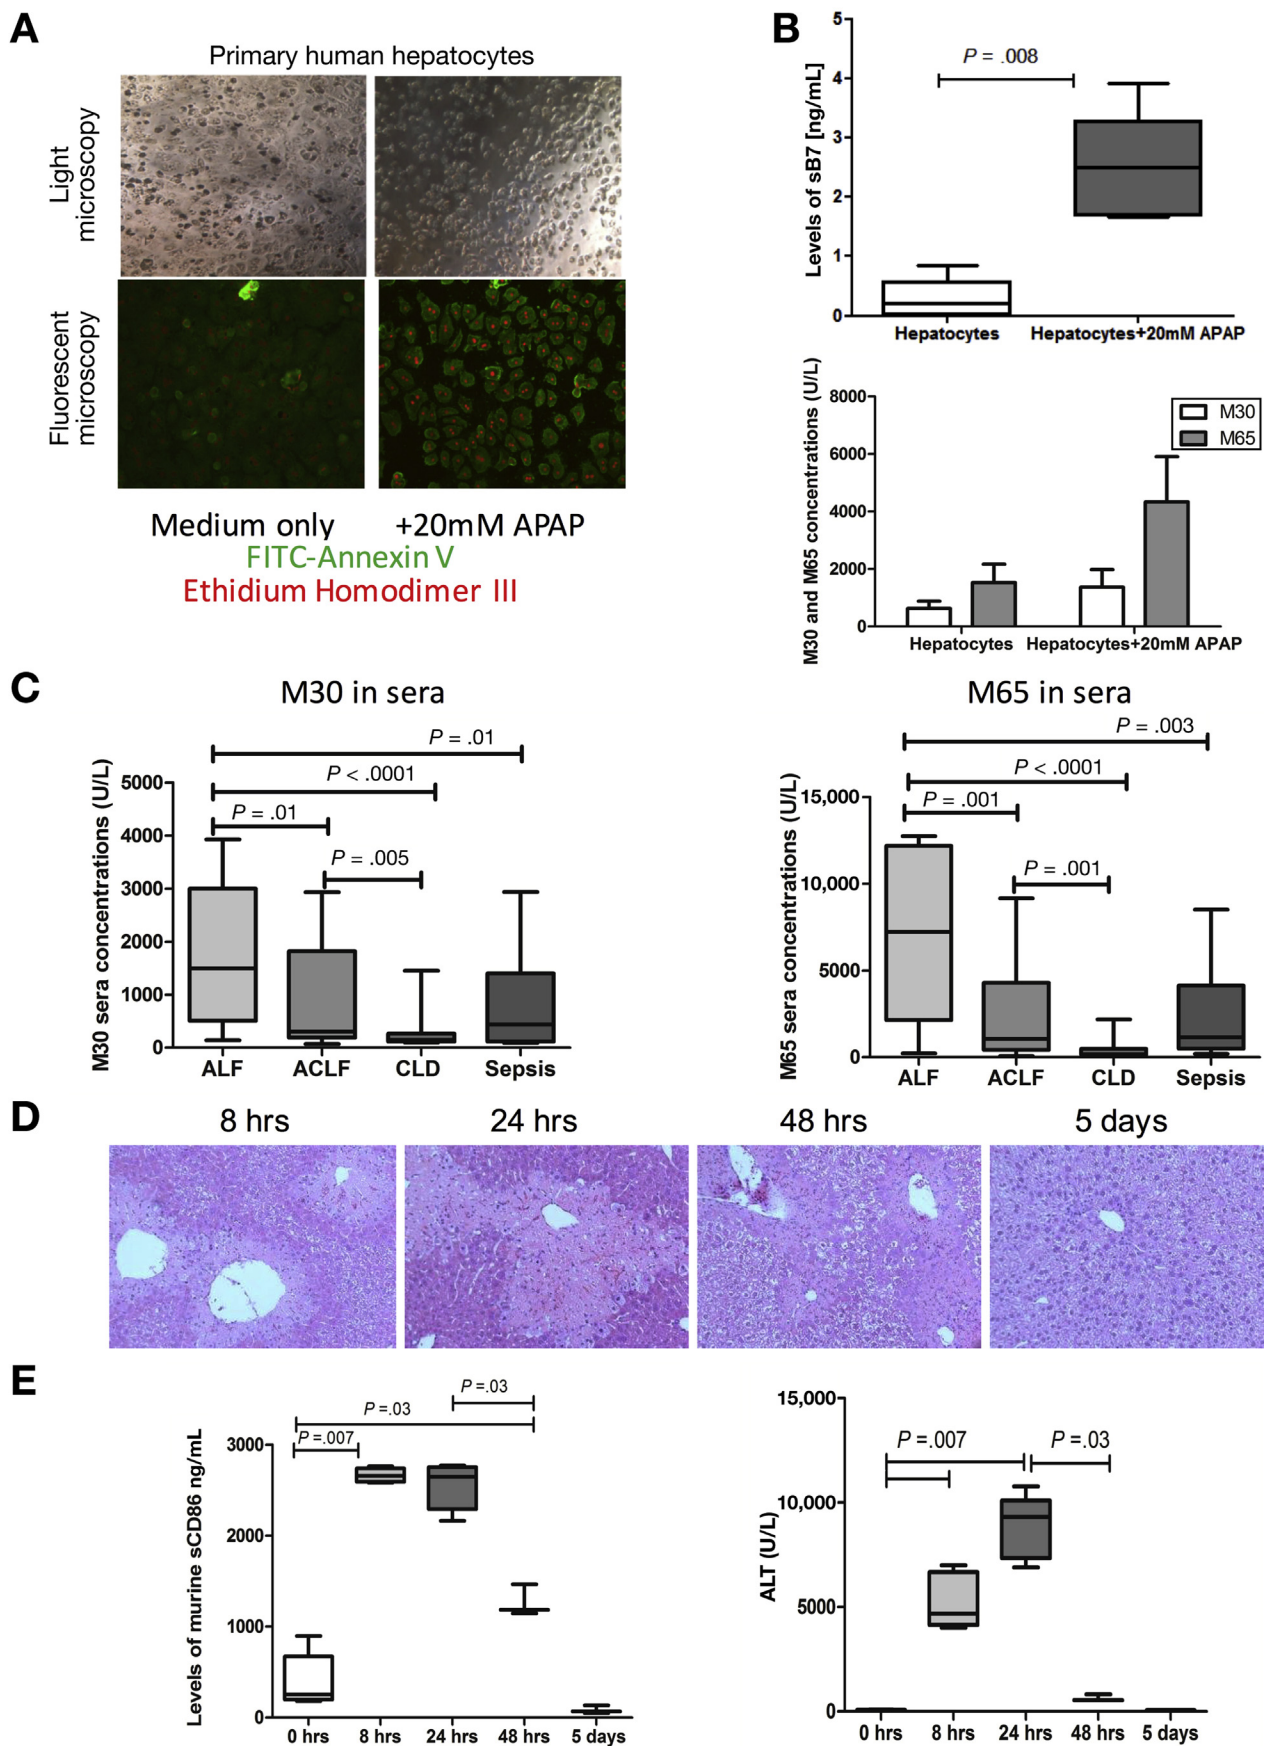 A
Primary human hepatocytes
Light
microscopy
Fluorescent
microscopy
Medium only
+20mM APAP
FITC-Annexin V
Ethidium Homodimer III
B
Levels of sB7 [ng/mL]
5
4
3
2
1
0
P = .008
Hepatocytes
Hepatocytes+20mM APAP
M30 and M65 concentrations (U/L)
8000
6000
4000
2000
0
M30
M65
Hepatocytes
Hepatocytes+20mM APAP
C
M30 in sera
M30 sera concentrations (U/L)
5000
4000
3000
2000
1000
0
P = .01
P < .0001
P = .01
P = .005
ALF
ACLF
CLD
Sepsis
M65 in sera
M65 sera concentrations (U/L)
15,000
10,000
5000
0
P = .003
P < .0001
P = .001
P = .001
ALF
ACLF
CLD
Sepsis
D
8 hrs
24 hrs
48 hrs
5 days
E
Levels of murine sCD86 ng/mL
3000
2000
1000
0
P =.03
P =.03
P =.007
0 hrs
8 hrs
24 hrs
48 hrs
5 days
ALT (U/L)
15,000
10,000
5000
0
P =.007
P =.03
0 hrs
8 hrs
24 hrs
48 hrs
5 days